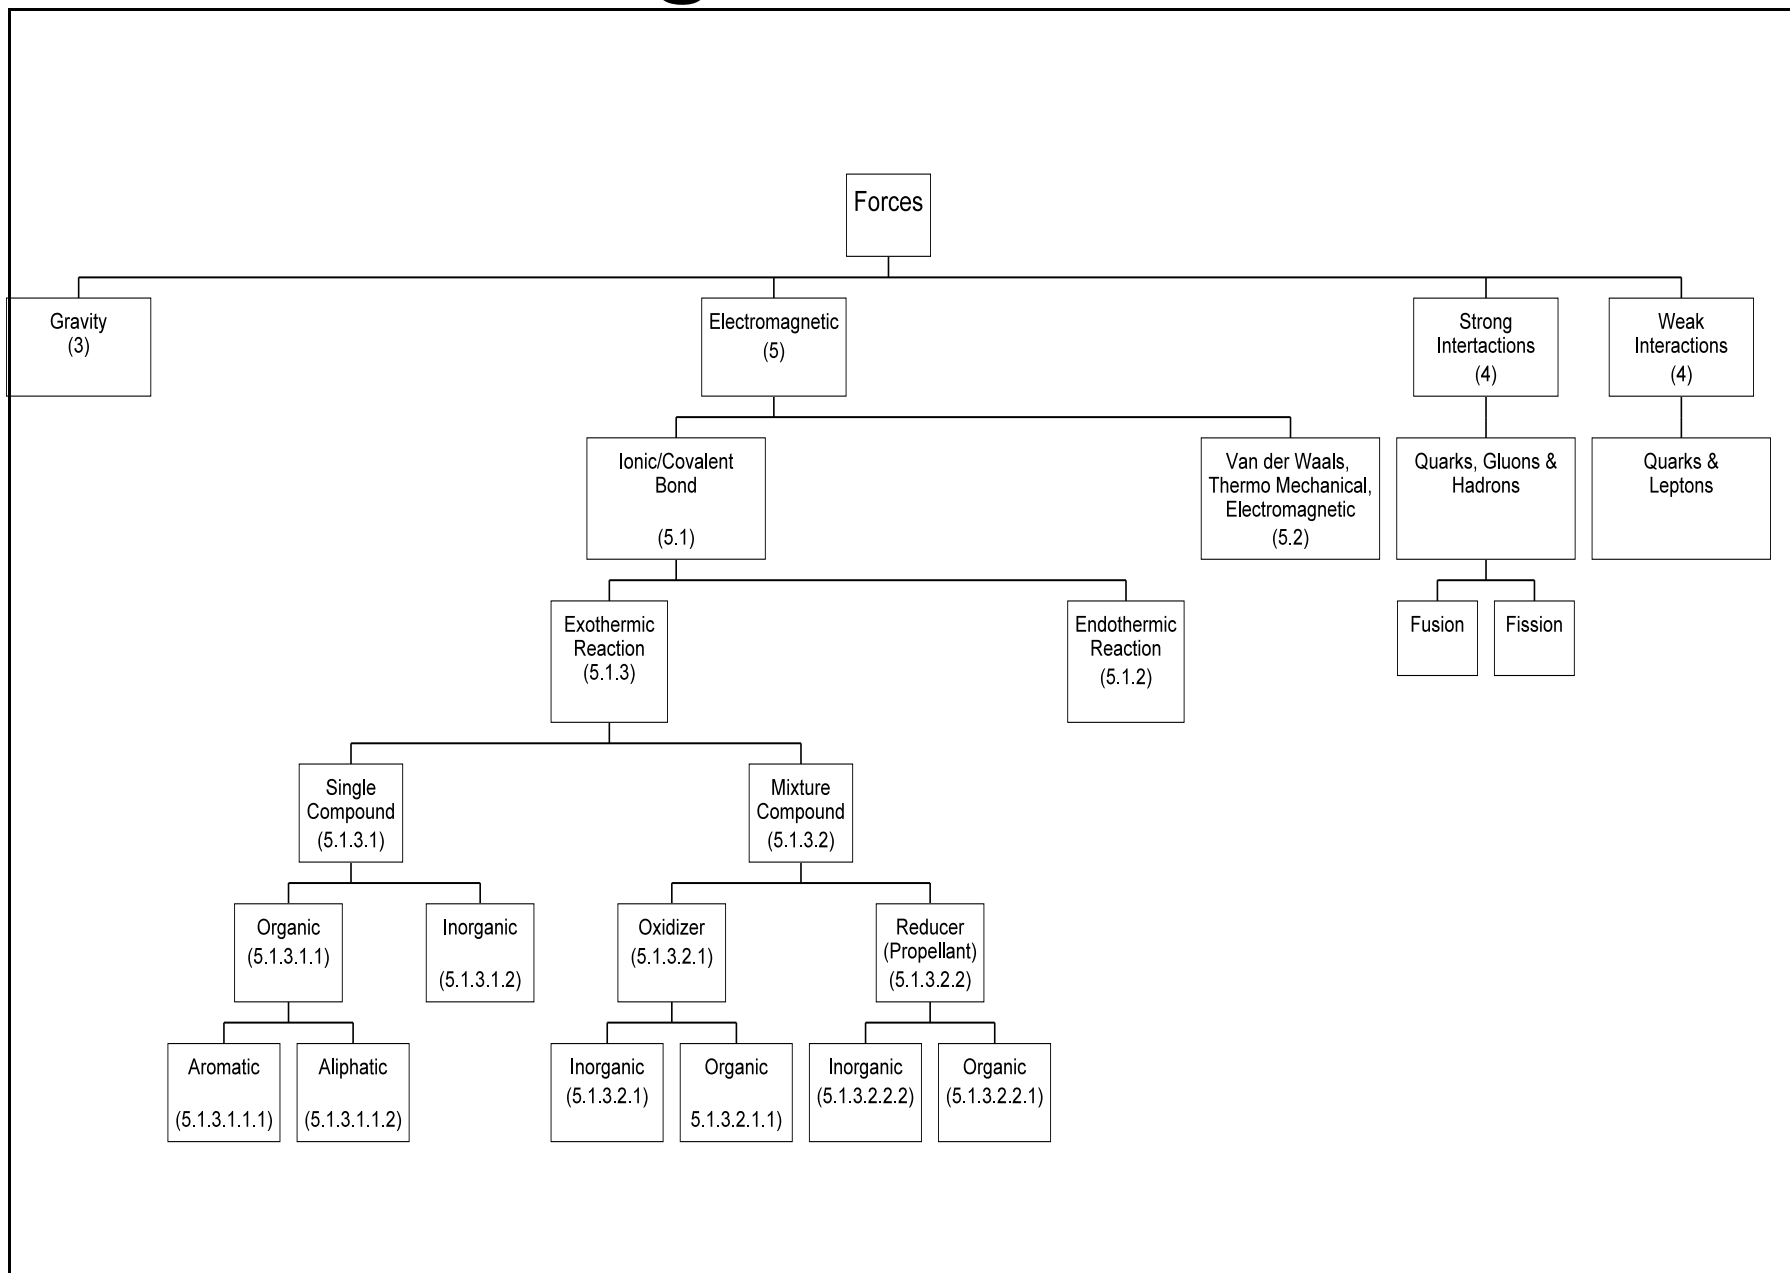 Forces
Gravity
(3)
Electromagnetic
(5)
Strong
Intertactions
(4)
Weak
Interactions
(4)
Ionic/Covalent
Bond
(5.1)
Van der Waals,
Thermo Mechanical,
Electromagnetic
(5.2)
Quarks, Gluons &
Hadrons
Quarks &
Leptons
Exothermic
Reaction
(5.1.3)
Endothermic
Reaction
(5.1.2)
Fusion
Fission
Single
Compound
(5.1.3.1)
Mixture
Compound
(5.1.3.2)
Organic
(5.1.3.1.1)
Inorganic
(5.1.3.1.2)
Oxidizer
(5.1.3.2.1)
Reducer
(Propellant)
(5.1.3.2.2)
Aromatic
(5.1.3.1.1.1)
Aliphatic
(5.1.3.1.1.2)
Inorganic
(5.1.3.2.1)
Organic
5.1.3.2.1.1)
Inorganic
(5.1.3.2.2.2)
Organic
(5.1.3.2.2.1)